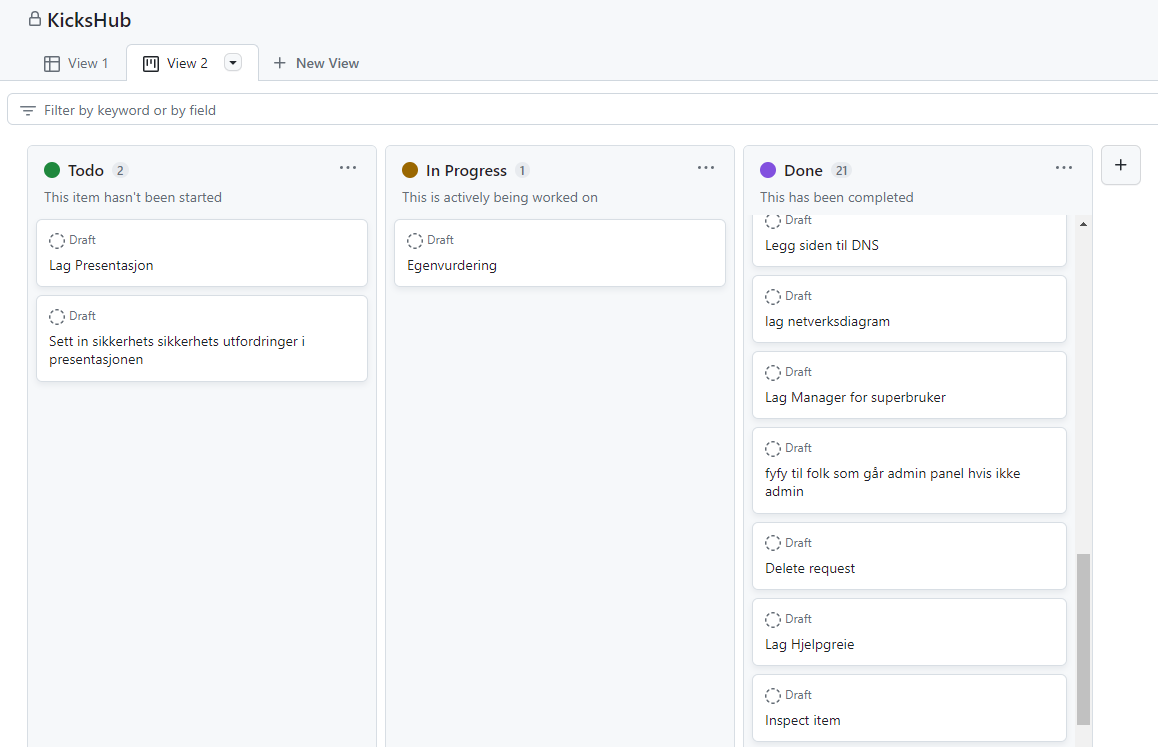 KicksHub
View 1
View 2
New View
Filter by keyword or by field
Todo 2
This item hasn't been started
Draft
Lag Presentasjon
Draft
Sett in sikkerhets sikkerhets utfordringer i
presentasjonen
In Progress 1
This is actively being worked on
Draft
Egenvurdering
Done 21
This has been completed
Draft
Legg siden til DNS
Draft
lag netverksdiagram
Draft
Lag Manager for superbruker
Draft
fyfy til folk som går admin panel hvis ikke
admin
Draft
Delete request
Draft
Lag Hjelpgreie
Draft
Inspect item